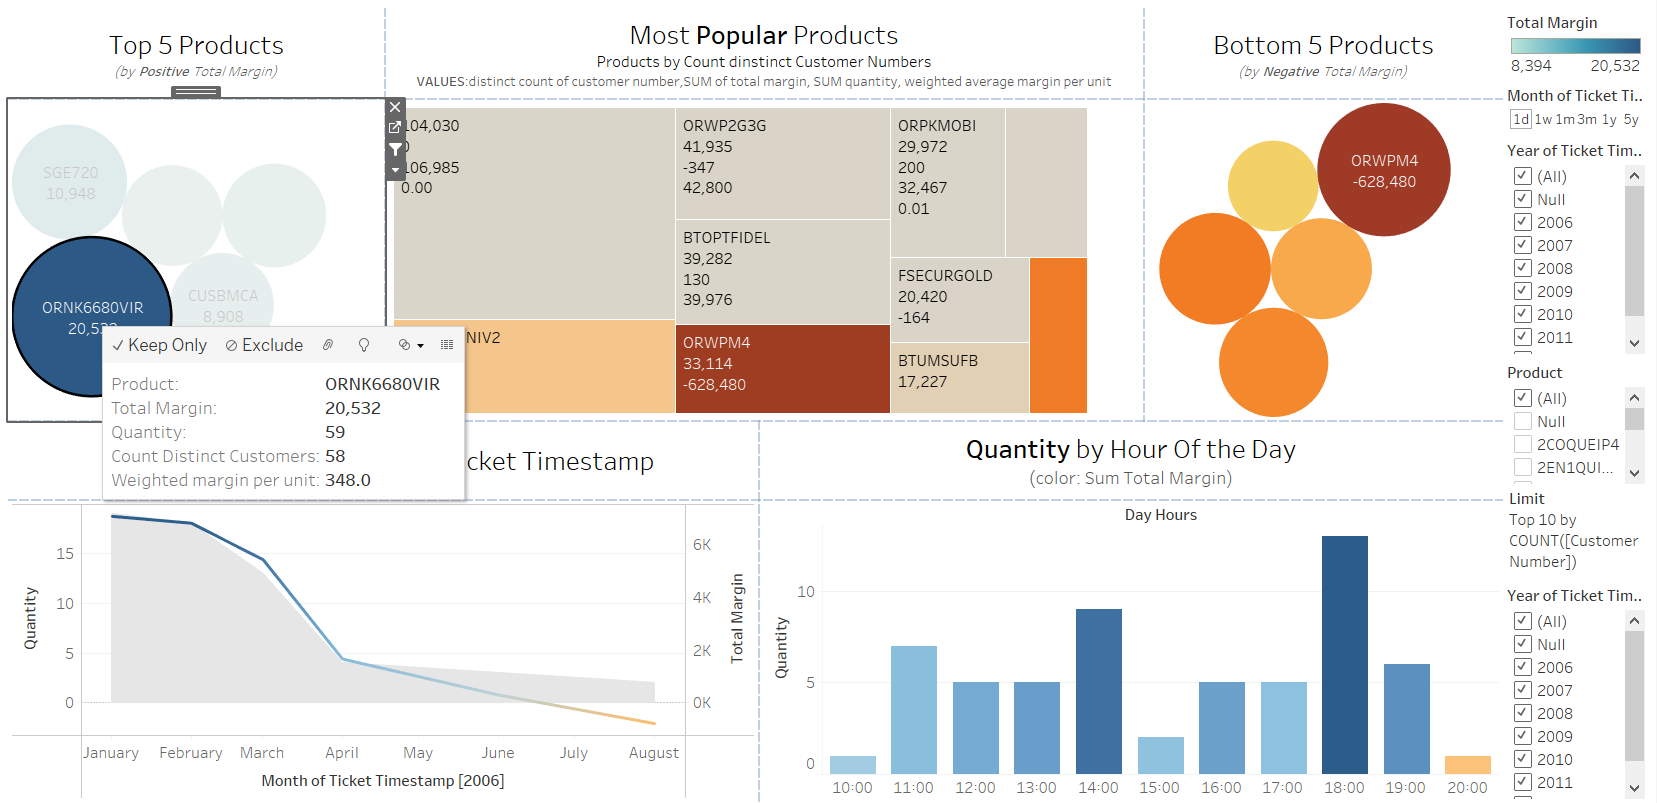 Top 5 Products
(by Positive Total Margin)
Most Popular Products
Products by Count dinstinct Customer Numbers
VALUES:distinct count of customer number,SUM of total margin, SUM quantity, weighted average margin per unit
Bottom 5 Products
(by Negative Total Margin)
SGE720
10,948
ORNK6680VIR
CUSBMCA
8,908
Keep Only
Exclude
Product: ORNK6680VIR
Total Margin: 20,532
Quantity: 59
Count Distinct Customers: 58
Weighted margin per unit: 348.0
104,030
0
106,985
0.00
NIV2
ORWP2G3G
41,935
-347
42,800
BTOPTFIDEL
39,282
130
39,976
ORWPM4
33,114
-628,480
ORPKMOBI
29,972
200
32,467
0.01
FSECURGOLD
20,420
-164
BTUMSUFB
17,227
ORWPM4
-628,480
cket Timestamp
Quantity
15
10
5
0
6K
4K
2K
0K
Total Margin
January February March April May June July August
Month of Ticket Timestamp [2006]
Quantity by Hour Of the Day
(color: Sum Total Margin)
Day Hours
Quantity
10
5
0
10:00 11:00 12:00 13:00 14:00 15:00 16:00 17:00 18:00 19:00 20:00
Total Margin
8,394 20,532
Month of Ticket Ti..
1d 1w 1m 3m 1y 5y
Year of Ticket Tim..
(All)
Null
2006
2007
2008
2009
2010
2011
Product
(All)
Null
2COQUEIP4
2EN1QUI...
Limit
Top 10 by
COUNT([Customer
Number])
Year of Ticket Tim..
(All)
Null
2006
2007
2008
2009
2010
2011